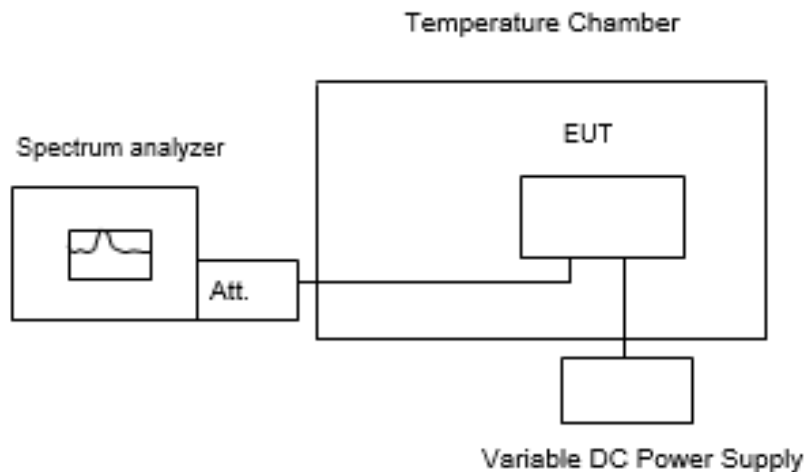 Temperature Chamber
EUT
Spectrum analyzer
Att.
Variable DC Power Supply